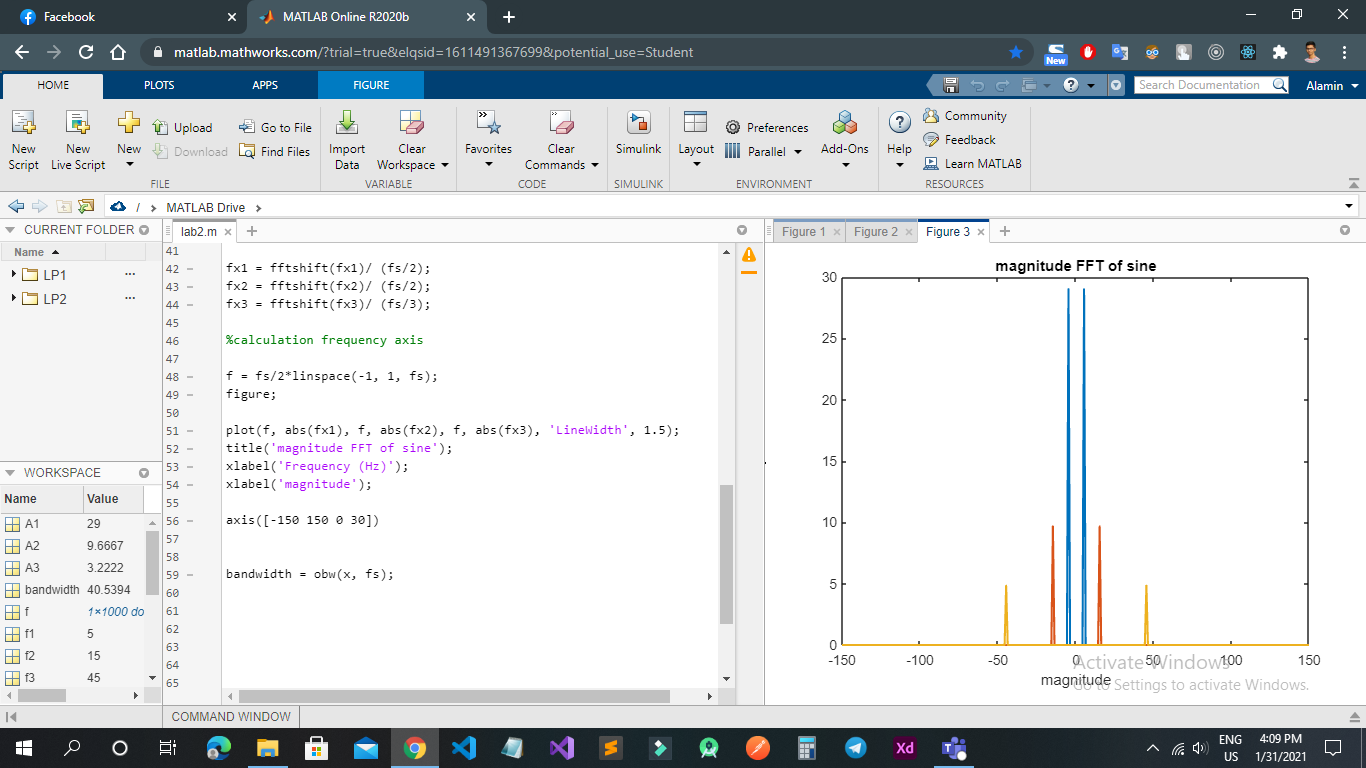 Facebook
MATLAB Online R2020b
matlab.mathworks.com/?trial=true&elqsid=1611491367699&potential_use=Student
New
HOME PLOTS APPS FIGURE
Search Documentation
Alamin
New Script
New Live Script
New
Upload
Download
Go to File
Find Files
FILE
Import Data
Clear Workspace
VARIABLE
Favorites
Clear Commands
CODE
Simulink
SIMULINK
Layout
Preferences
Parallel
Add-Ons
ENVIRONMENT
Help
Community
Feedback
Learn MATLAB
RESOURCES
/ MATLAB Drive
CURRENT FOLDER
Name
LP1 ...
LP2 ...
WORKSPACE
Name Value
A1 29
A2 9.6667
A3 3.2222
bandwidth 40.5394
f 1×1000 do
f1 5
f2 15
f3 45
lab2.m
41
42 – fx1 = fftshift(fx1)/ (fs/2);
43 – fx2 = fftshift(fx2)/ (fs/2);
44 – fx3 = fftshift(fx3)/ (fs/3);
45
46 %calculation frequency axis
47
48 – f = fs/2*linspace(-1, 1, fs);
49 – figure;
50
51 – plot(f, abs(fx1), f, abs(fx2), f, abs(fx3), 'LineWidth', 1.5);
52 – title('magnitude FFT of sine');
53 – xlabel('Frequency (Hz)');
54 – xlabel('magnitude');
55
56 – axis([-150 150 0 30])
57
58
59 – bandwidth = obw(x, fs);
60
61
62
63
64
65
Figure 1 Figure 2 Figure 3
magnitude FFT of sine
30
25
20
15
10
5
0
-150 -100 -50 0 50 100 150
magnitude
Activate Windows
Go to Settings to activate Windows.
COMMAND WINDOW
Xd
ENG
US
4:09 PM
1/31/2021